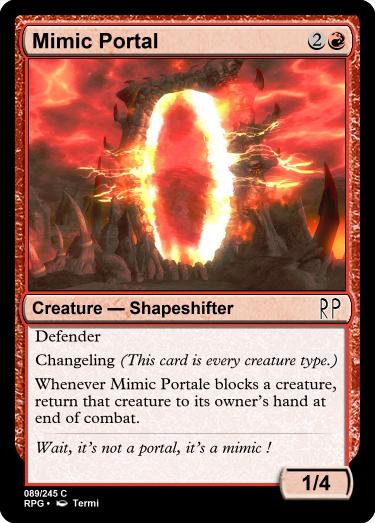 Mimic Portal 2
Creature — Shapeshifter RP
Defender
Changeling (This card is every creature type.)
Whenever Mimic Portale blocks a creature,
return that creature to its owner's hand at
end of combat.
Wait, it's not a portal, it's a mimic !
1/4
089/245 C
RPG • Termi